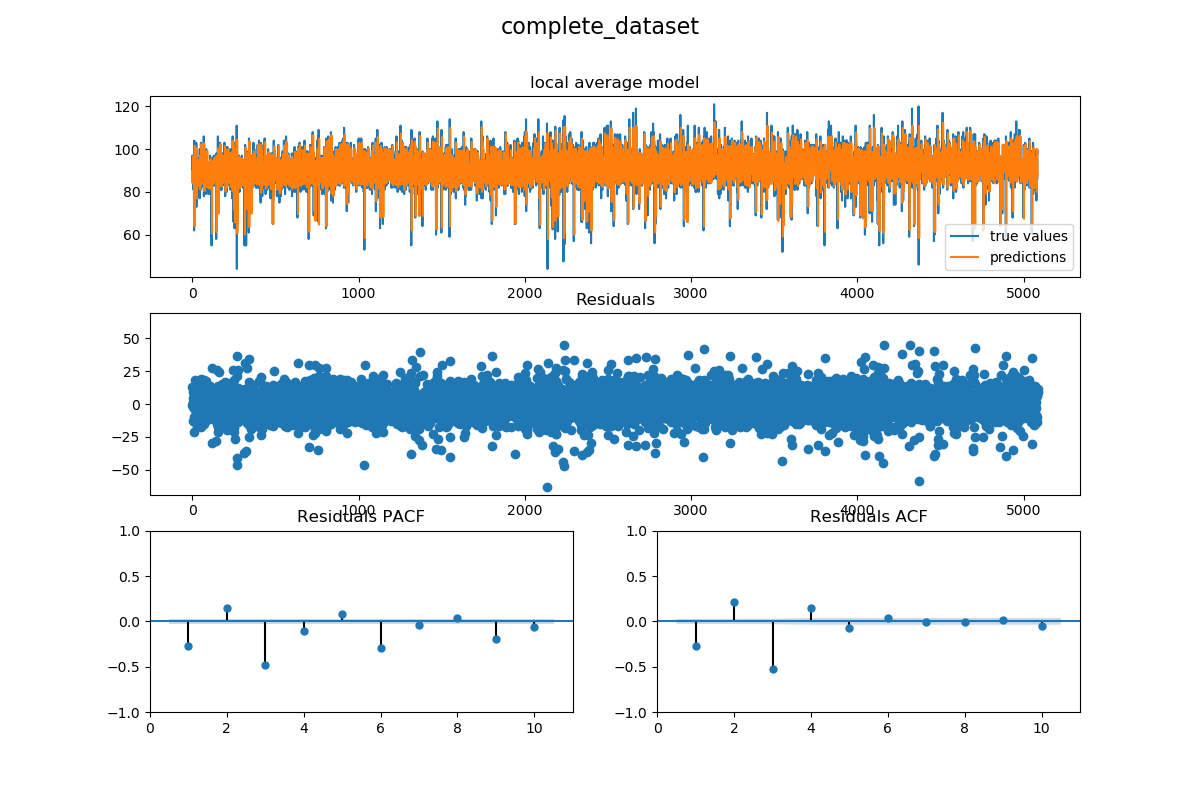 complete_dataset
local average model
120
100
80
60
true values
predictions
0 1000 2000 3000 4000 5000
Residuals
50
25
0
−25
−50
0 1000 2000 3000 4000 5000
Residuals PACF
1.0
0.5
0.0
−0.5
−1.0
0 2 4 6 8 10
Residuals ACF
1.0
0.5
0.0
−0.5
−1.0
0 2 4 6 8 10